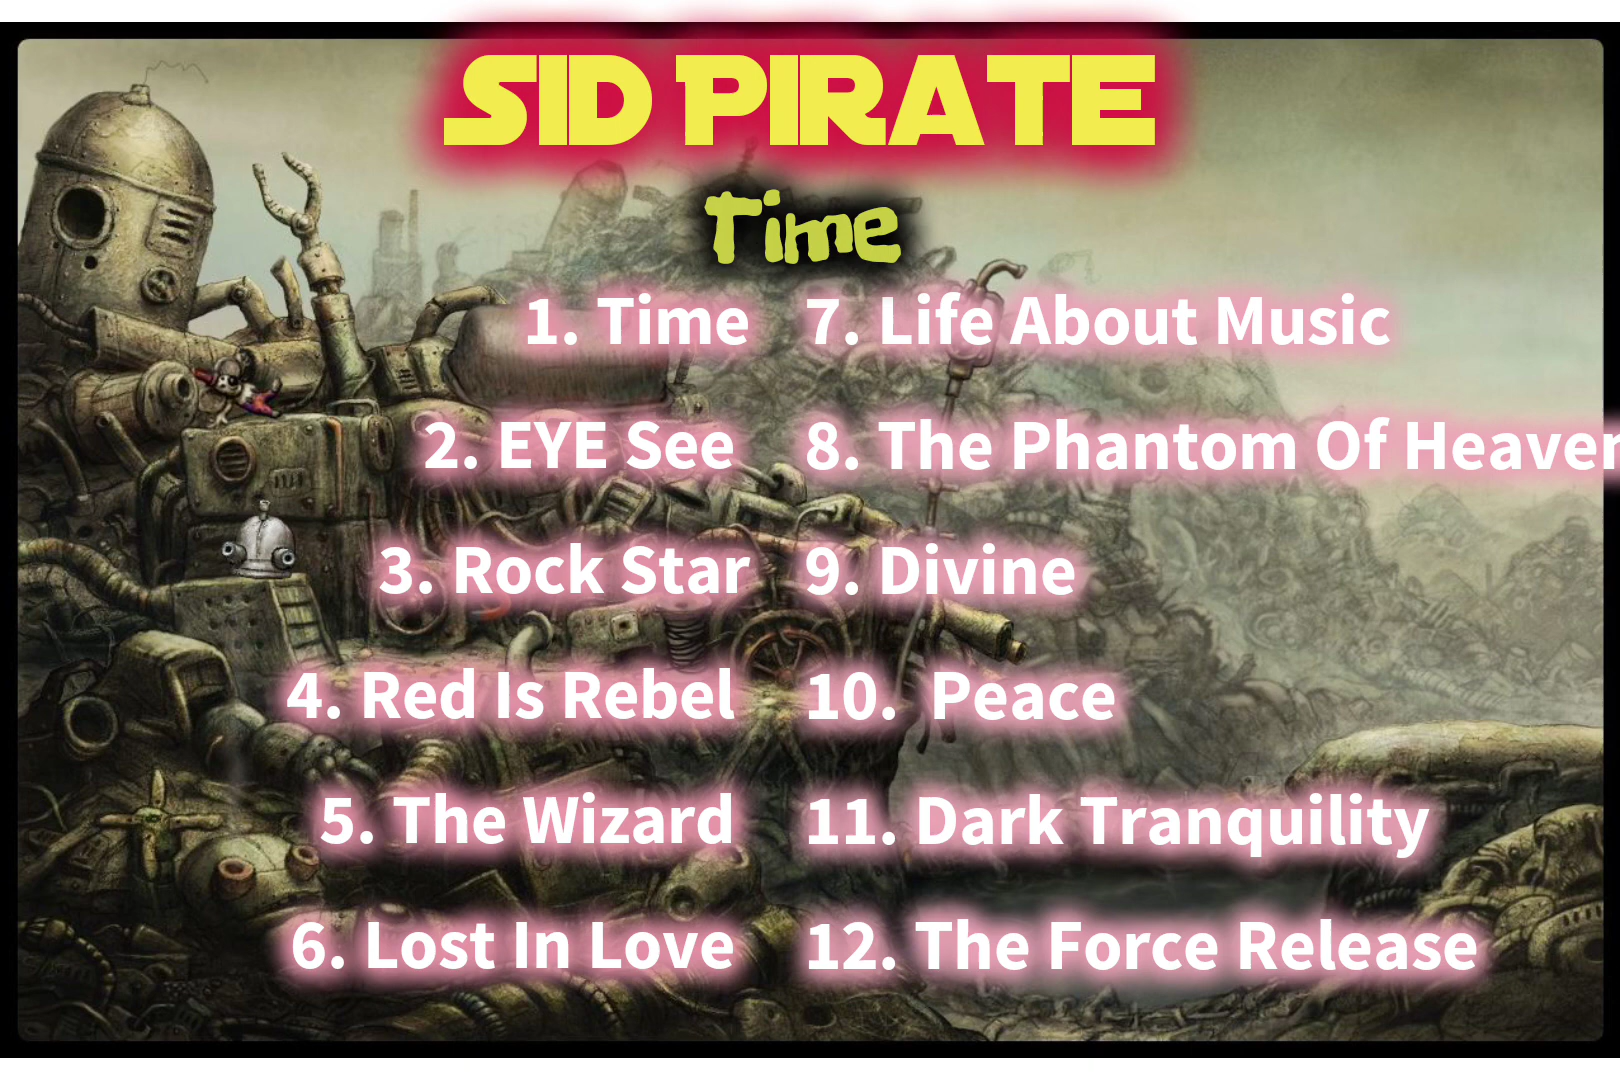 SID PIRATE
Time
1. Time
2. EYE See
3. Rock Star
4. Red Is Rebel
5. The Wizard
6. Lost In Love
7. Life About Music
8. The Phantom Of Heaven
9. Divine
10. Peace
11. Dark Tranquility
12. The Force Release